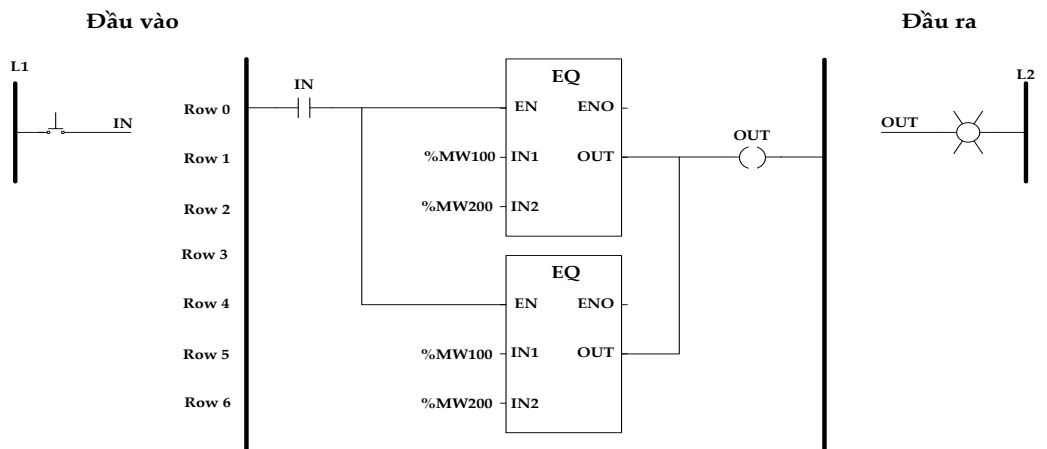 Đầu vào
Đầu ra
L1
L2
IN
EQ
Row 0
EN ENO
IN
OUT
OUT
Row 1
%MW100 IN1 OUT
Row 2
%MW200 IN2
Row 3
EQ
Row 4
EN ENO
Row 5
%MW100 IN1 OUT
Row 6
%MW200 IN2